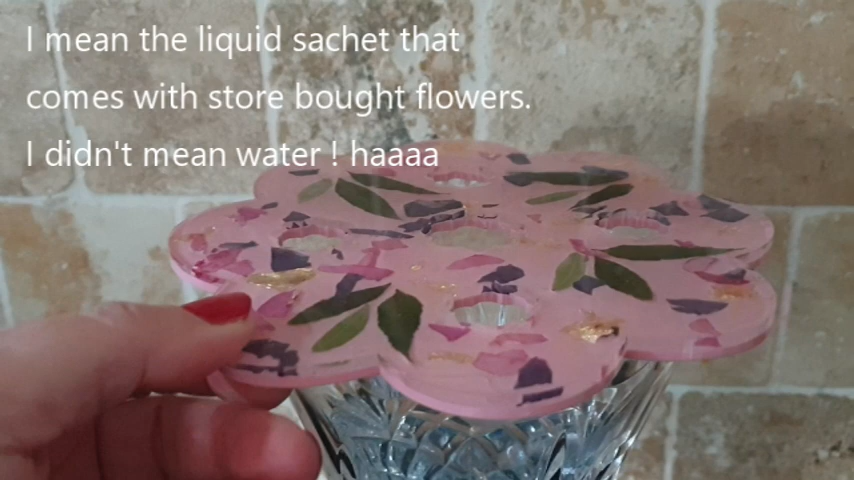 I mean the liquid sachet that
comes with store bought flowers.
I didn't mean water ! haaaa